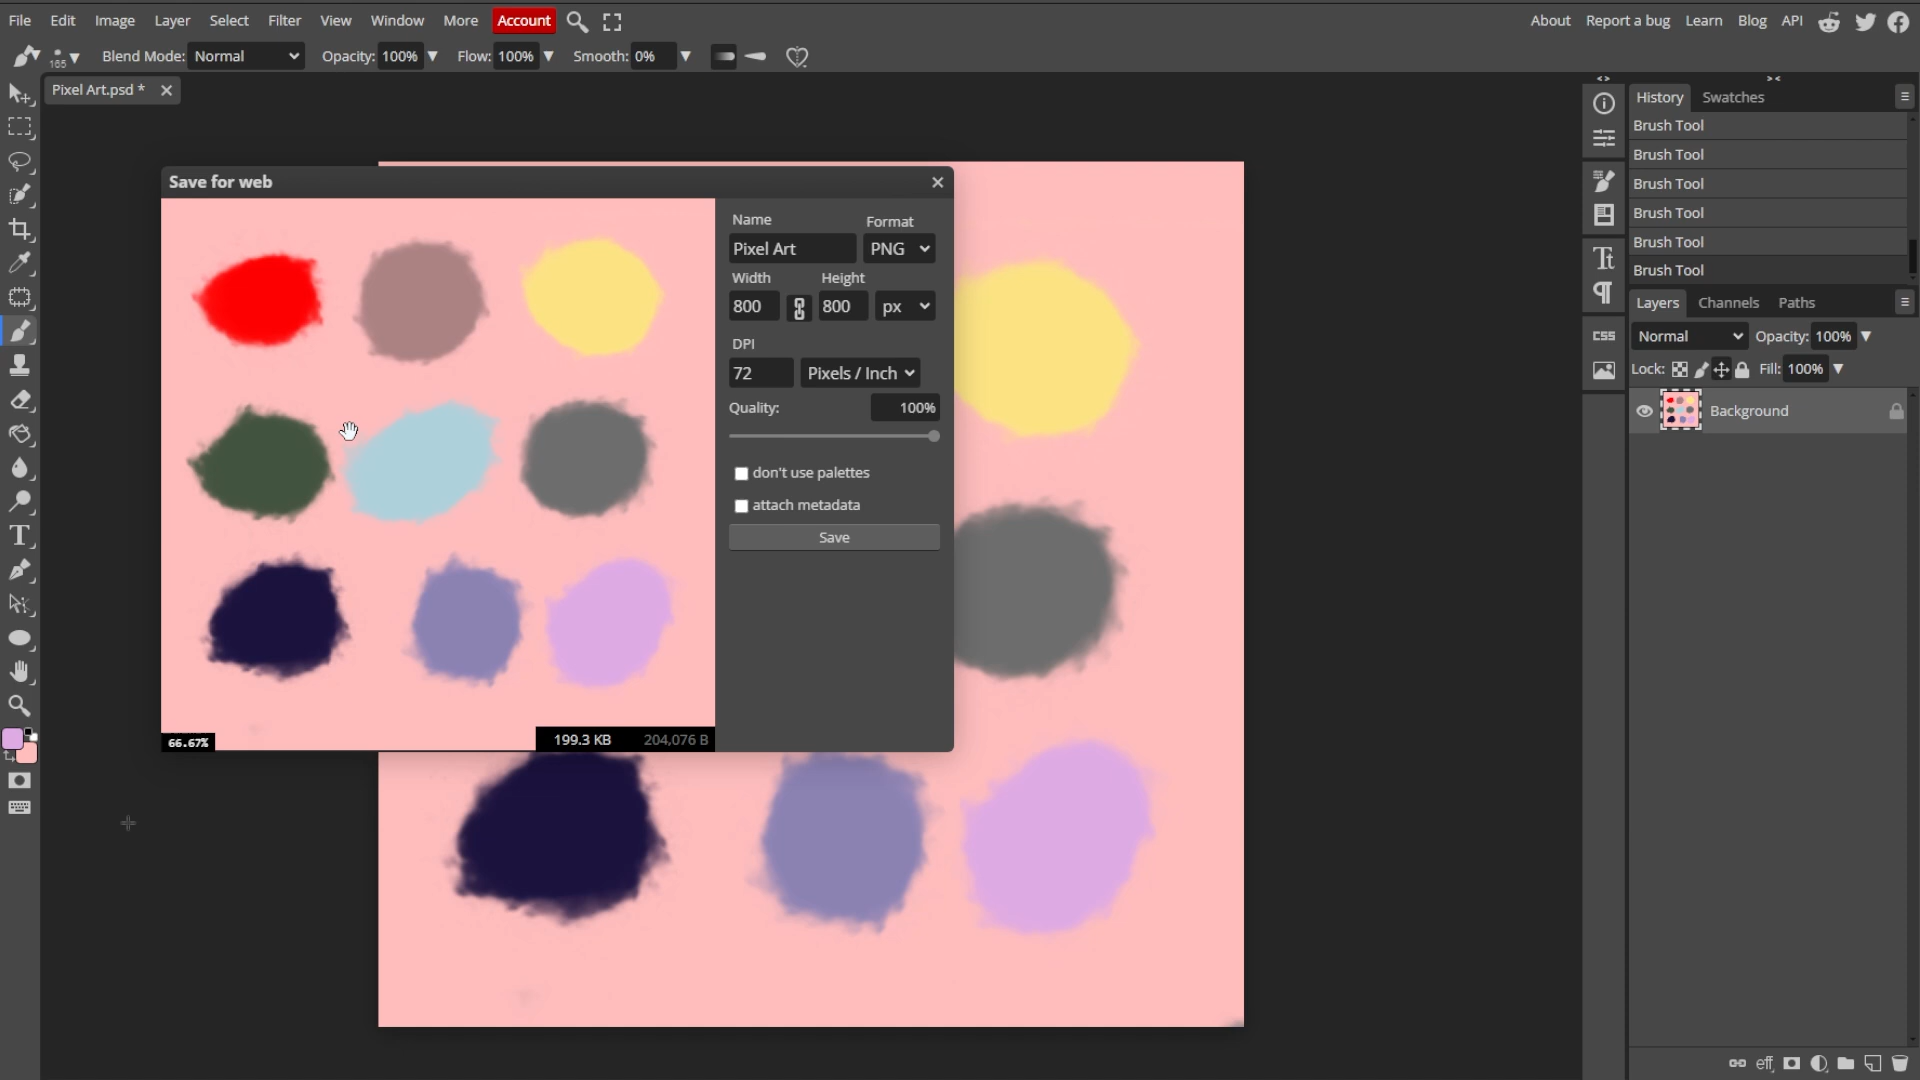 File Edit Image Layer Select Filter View Window More Account About Report a bug Learn Blog API
165 Blend Mode: Normal Opacity: 100% Flow: 100% Smooth: 0%
Pixel Art.psd *
History Swatches
Brush Tool
Brush Tool
Brush Tool
Brush Tool
Brush Tool
Brush Tool
Layers Channels Paths
Normal Opacity: 100%
Lock: Fill: 100%
Background
CSS
Save for web
Name Format
Pixel Art PNG
Width Height
800 800 px
DPI
72 Pixels / Inch
Quality: 100%
don't use palettes
attach metadata
Save
66.67% 199.3 KB 204,076 B
eff